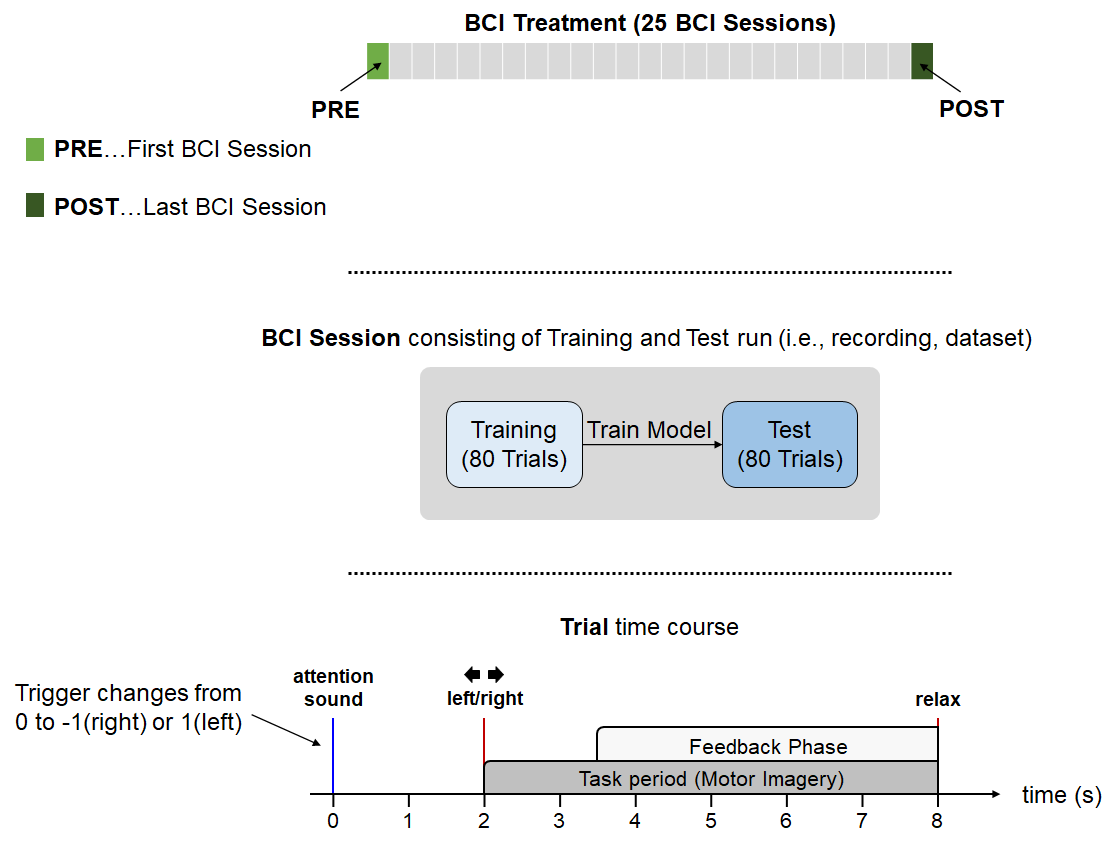 BCI Treatment (25 BCI Sessions)
PRE
POST
PRE…First BCI Session
POST…Last BCI Session
BCI Session consisting of Training and Test run (i.e., recording, dataset)
Training
(80 Trials)
Train Model
Test
(80 Trials)
Trial time course
Trigger changes from
0 to -1(right) or 1(left)
attention
sound
left/right
relax
Feedback Phase
Task period (Motor Imagery)
time (s)
0 1 2 3 4 5 6 7 8